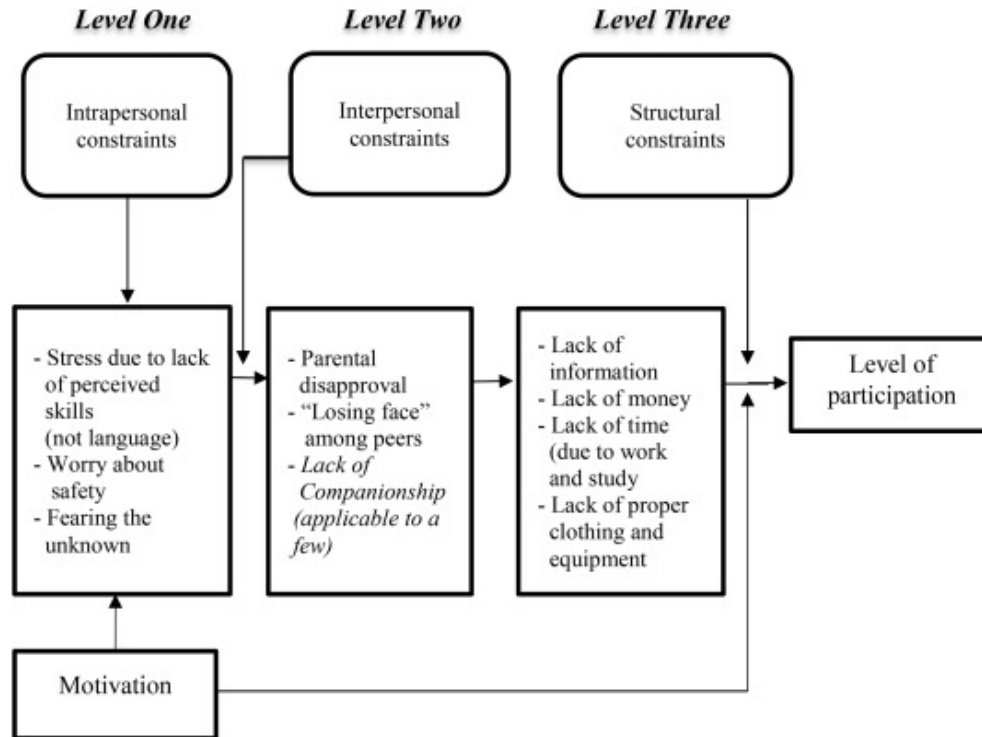 Level One
Level Two
Level Three
Intrapersonal
constraints
Interpersonal
constraints
Structural
constraints
- Stress due to lack
of perceived
skills
(not language)
- Worry about
safety
- Fearing the
unknown
- Parental
disapproval
- “Losing face”
among peers
- Lack of
Companionship
(applicable to a
few)
- Lack of
information
- Lack of money
- Lack of time
(due to work
and study
- Lack of proper
clothing and
equipment
Level of
participation
Motivation